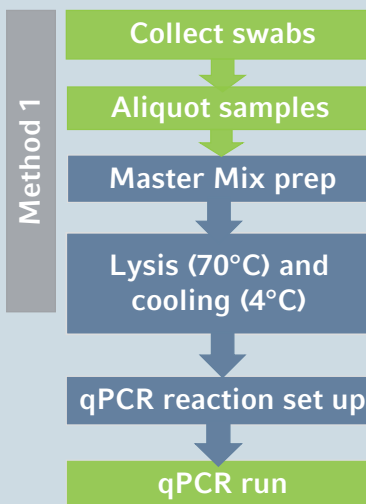 Method 1
Collect swabs
Aliquot samples
Master Mix prep
Lysis (70°C) and
cooling (4°C)
qPCR reaction set up
qPCR run